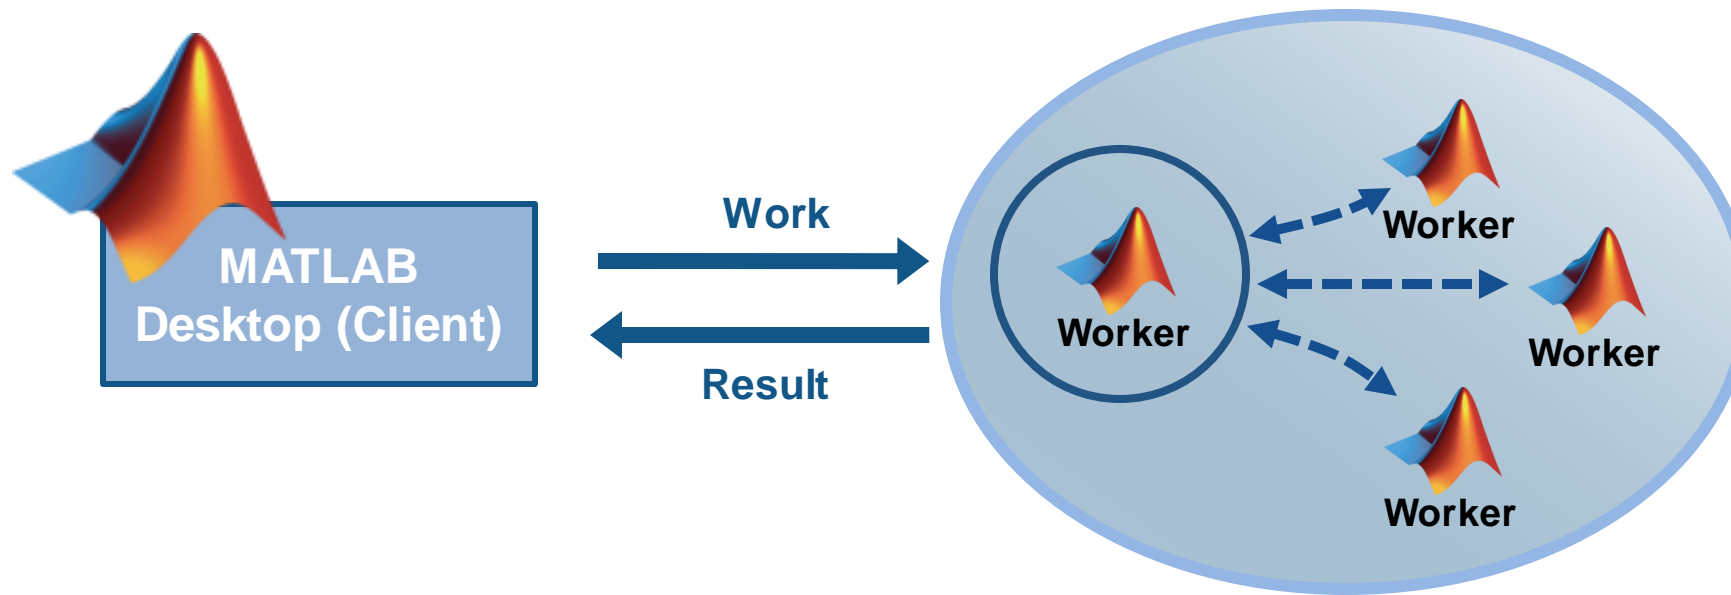 MATLAB
Desktop (Client)
Work
Result
Worker
Worker
Worker
Worker